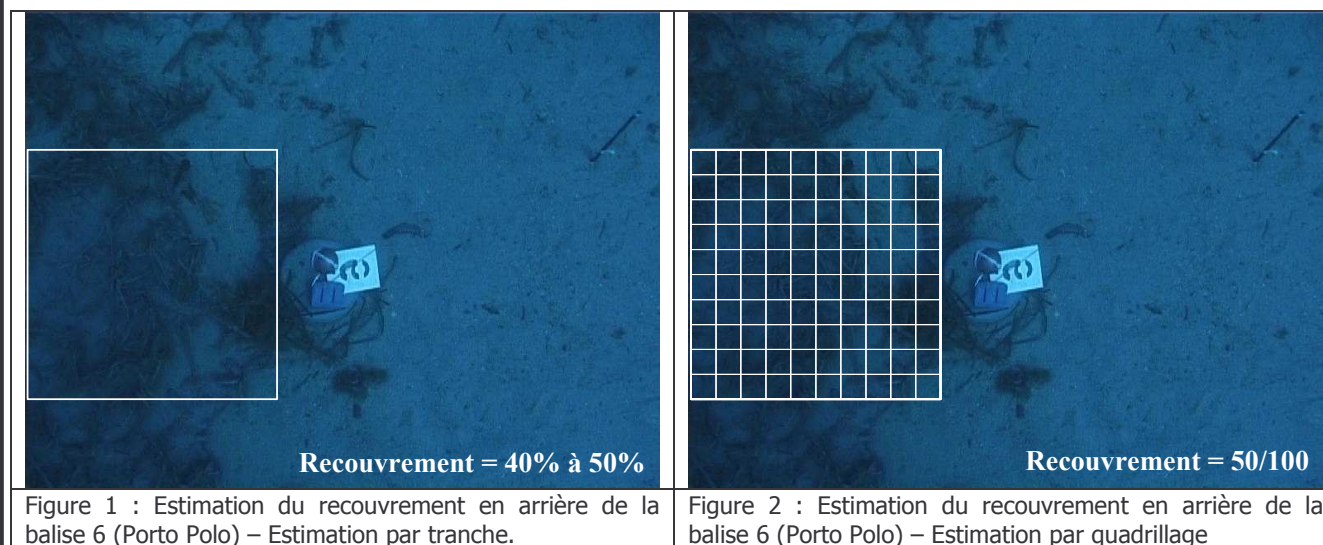 Recouvrement = 40% à 50%
Figure 1 : Estimation du recouvrement en arrière de la
balise 6 (Porto Polo) – Estimation par tranche.
Recouvrement = 50/100
Figure 2 : Estimation du recouvrement en arrière de la
balise 6 (Porto Polo) – Estimation par quadrillage